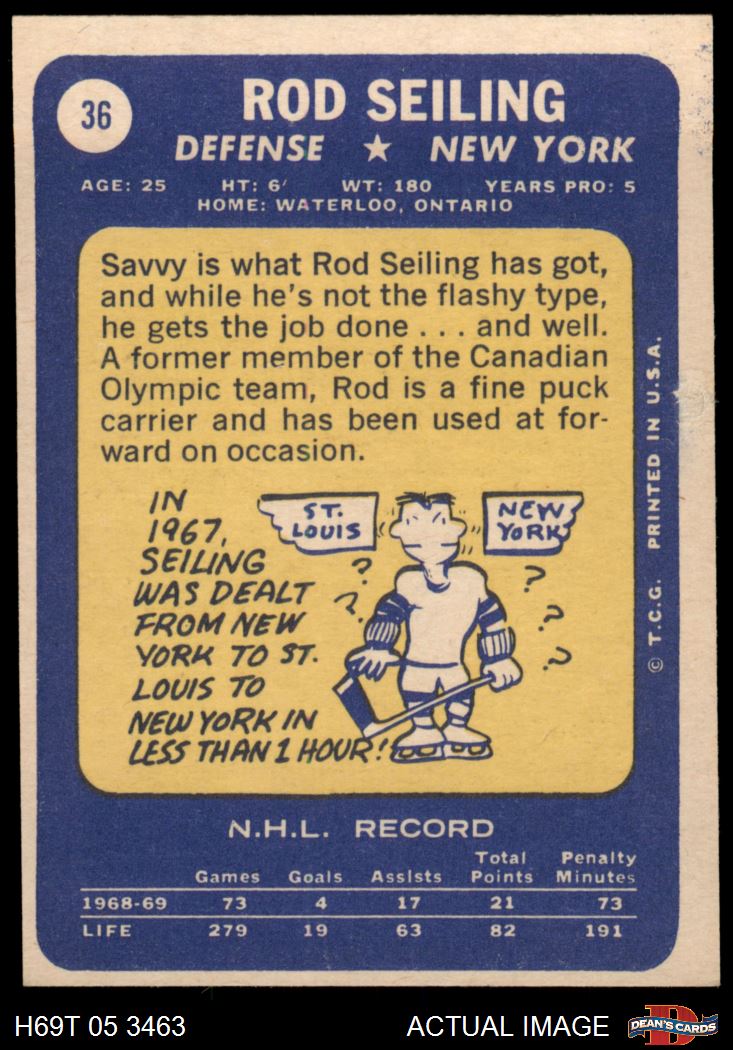 36
ROD SEILING
DEFENSE ★ NEW YORK
AGE: 25 HT: 6' WT: 180 YEARS PRO: 5
HOME: WATERLOO, ONTARIO
Savvy is what Rod Seiling has got,
and while he's not the flashy type,
he gets the job done . . . and well.
A former member of the Canadian
Olympic team, Rod is a fine puck
carrier and has been used at for-
ward on occasion.
IN
1967,
SEILING
WAS DEALT
FROM NEW
YORK TO ST.
LOUIS TO
NEW YORK IN
LESS THAN 1 HOUR!
ST.
LOUIS
NEW
YORK
? ? ? ? ?
© T.C.G. PRINTED IN U.S.A.
N.H.L. RECORD
Games Goals Assists Total Points Penalty Minutes
1968-69 73 4 17 21 73
LIFE 279 19 63 82 191
H69T 05 3463 ACTUAL IMAGE
D
DEAN'S CARDS